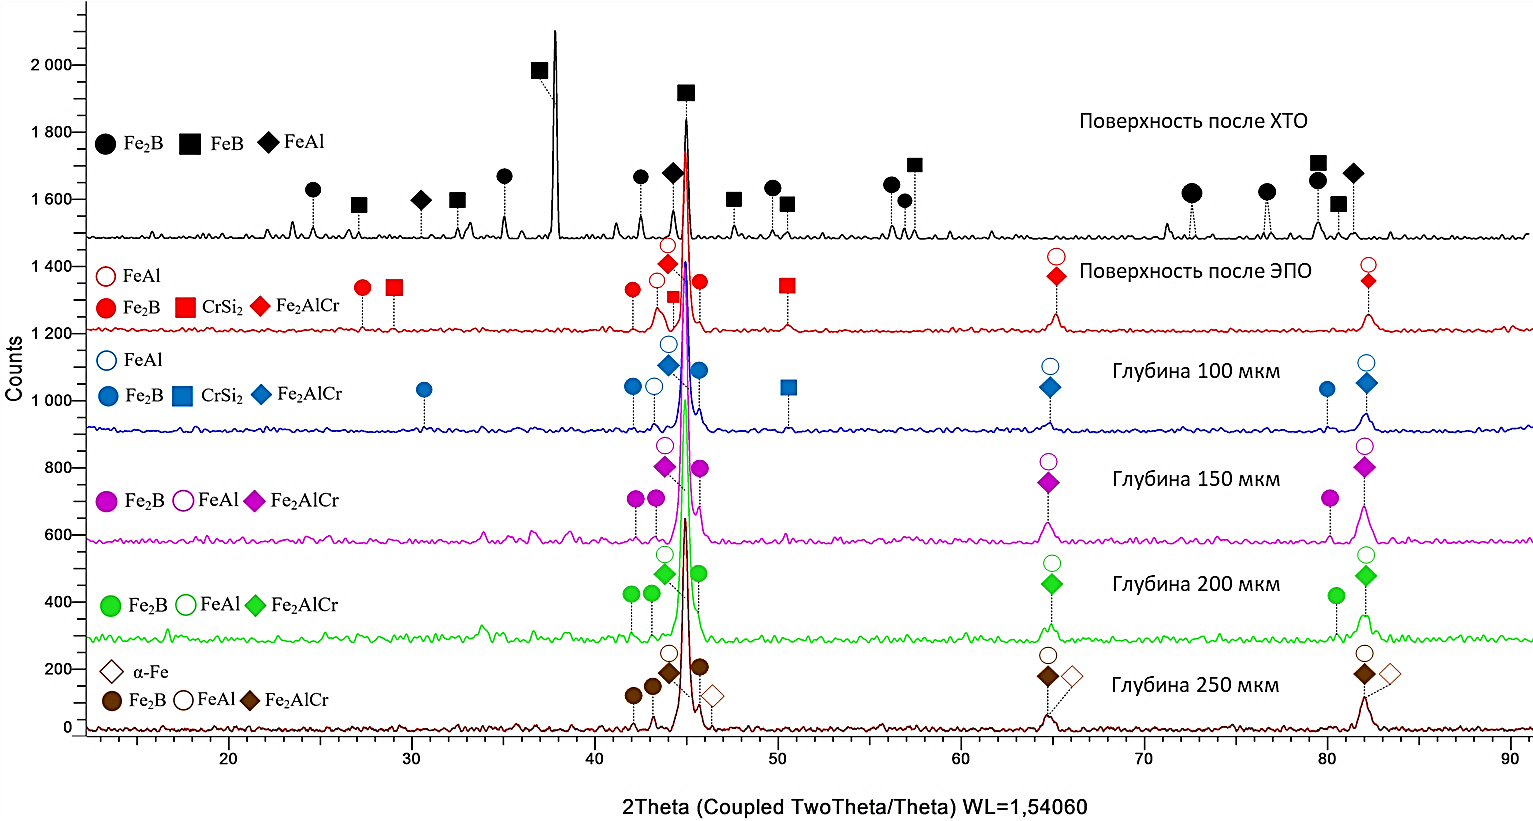 2 000
Поверхность после ХТО
1 800
Fe₂B FeB FeAl
1 600
1 400
FeAl
Поверхность после ЭПО
Fe₂B CrSi₂ Fe₂AlCr
1 200
FeAl
Глубина 100 мкм
Fe₂B CrSi₂ Fe₂AlCr
Counts
1 000
800
Глубина 150 мкм
Fe₂B FeAl Fe₂AlCr
600
Глубина 200 мкм
Fe₂B FeAl Fe₂AlCr
400
200
α-Fe
Глубина 250 мкм
Fe₂B FeAl Fe₂AlCr
0
20 30 40 50 60 70 80 90
2Theta (Coupled TwoTheta/Theta) WL=1,54060